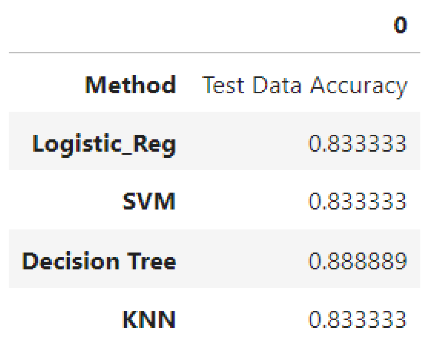 0
Method Test Data Accuracy
Logistic_Reg 0.833333
SVM 0.833333
Decision Tree 0.888889
KNN 0.833333